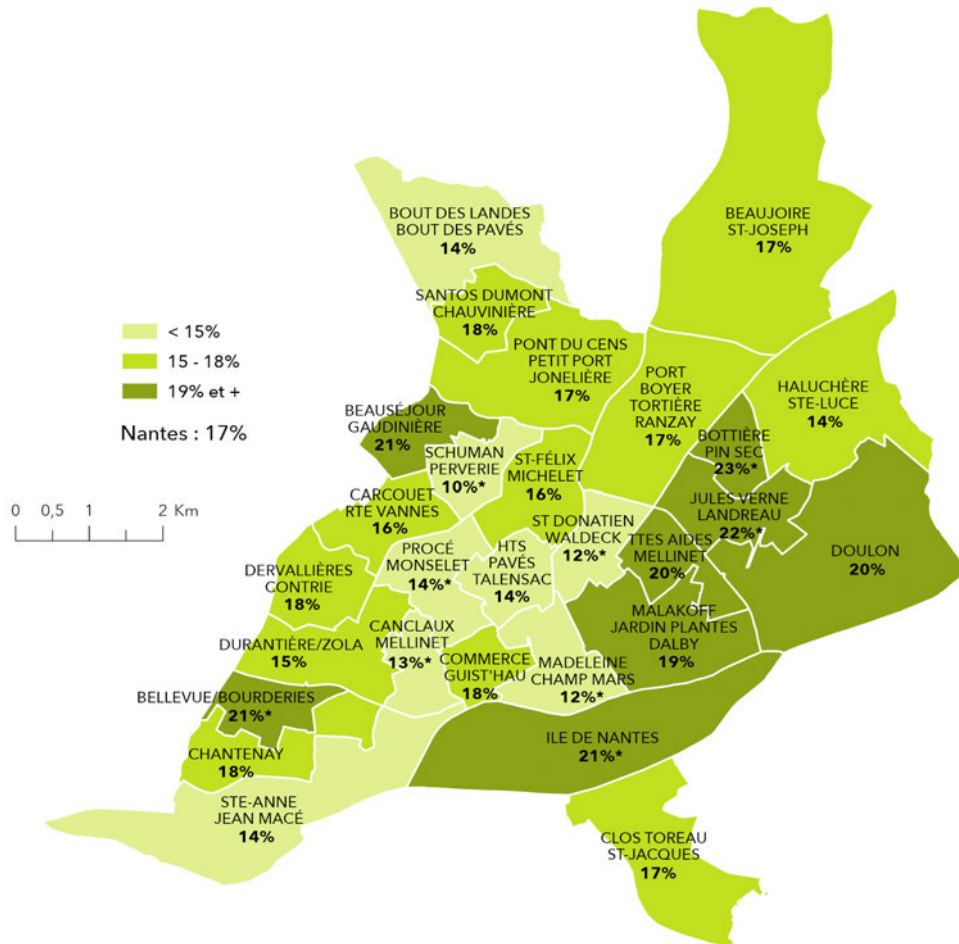 BOUT DES LANDES
BOUT DES PAVÉS
14%
BEAUJOIRE
ST-JOSEPH
17%
SANTOS DUMONT
CHAUVINIÈRE
18%
< 15%
15 - 18%
19% et +
Nantes : 17%
PONT DU CENS
PETIT PORT
JONELIÈRE
17%
PORT
BOYER
TORTIÈRE
RANZAY
17%
HALUCHÈRE
STE-LUCE
14%
BEAUSÉJOUR
GAUDINIÈRE
21%
BOTTIÈRE
PIN SEC
23%*
SCHUMAN
PERVERIE
10%*
ST-FÉLIX
MICHELET
16%
CARCOUET
RTE VANNES
16%
JULES VERNE
LANDREAU
22%*
0 0,5 1 2 Km
ST DONATIEN
WALDECK
12%*
TTES AIDES
MELLINET
20%
DOULON
20%
PROCÉ
MONSELET
14%*
HTS
PAVÉS
TALENSAC
14%
DERVALLIÈRES
CONTRIE
18%
MALAKOFF
JARDIN PLANTES
DALBY
19%
DURANTIÈRE/ZOLA
15%
CANCLAUX
MELLINET
13%*
COMMERCE
GUIST'HAU
18%
MADELEINE
CHAMP MARS
12%*
BELLEVUE/BOURDERIES
21%*
ILE DE NANTES
21%*
CHANTENAY
18%
STE-ANNE
JEAN MACÉ
14%
CLOS TOREAU
ST-JACQUES
17%